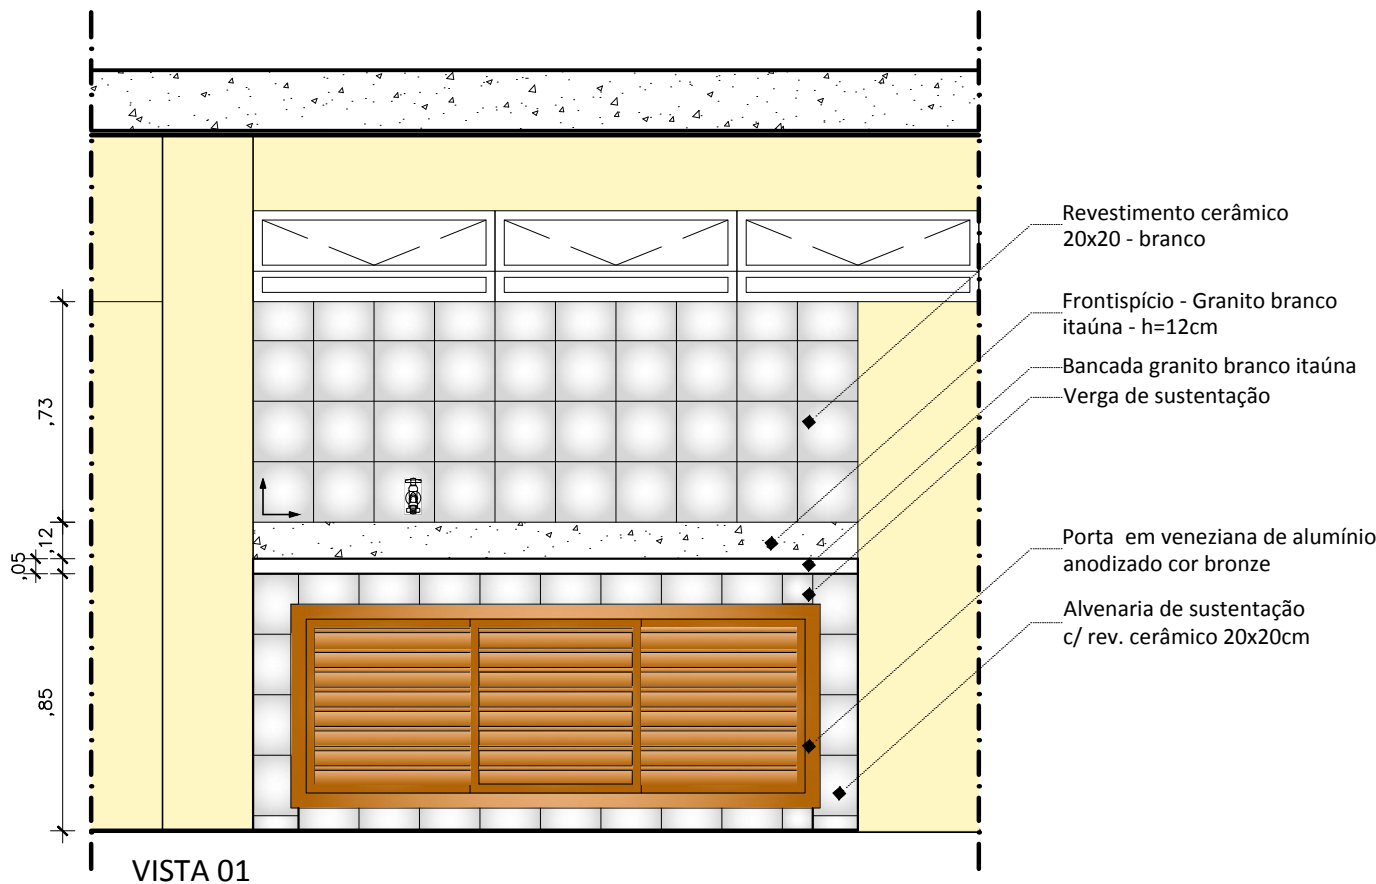 Revestimento cerâmico
20x20 - branco
Frontispício - Granito branco
itaúna - h=12cm
Bancada granito branco itaúna
Verga de sustentação
Porta em veneziana de alumínio
anodizado cor bronze
Alvenaria de sustentação
c/ rev. cerâmico 20x20cm
,73
,12
,05
,85
VISTA 01